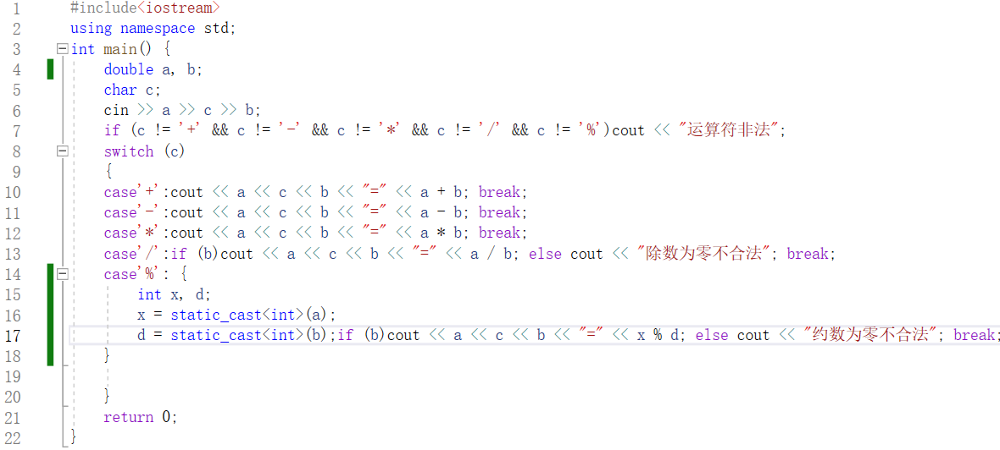 1 #include<iostream>
2 using namespace std;
3 int main() {
4 double a, b;
5 char c;
6 cin >> a >> c >> b;
7 if (c != '+' && c != '-' && c != '*' && c != '/' && c != '%')cout << "运算符非法";
8 switch (c)
9 {
10 case'+':cout << a << c << b << "=" << a + b; break;
11 case'-':cout << a << c << b << "=" << a - b; break;
12 case'*':cout << a << c << b << "=" << a * b; break;
13 case'/':if (b)cout << a << c << b << "=" << a / b; else cout << "除数为零不合法"; break;
14 case'%': {
15 int x, d;
16 x = static_cast<int>(a);
17 d = static_cast<int>(b);if (b)cout << a << c << b << "=" << x % d; else cout << "约数为零不合法"; break;
18 }
19
20 }
21 return 0;
22 }